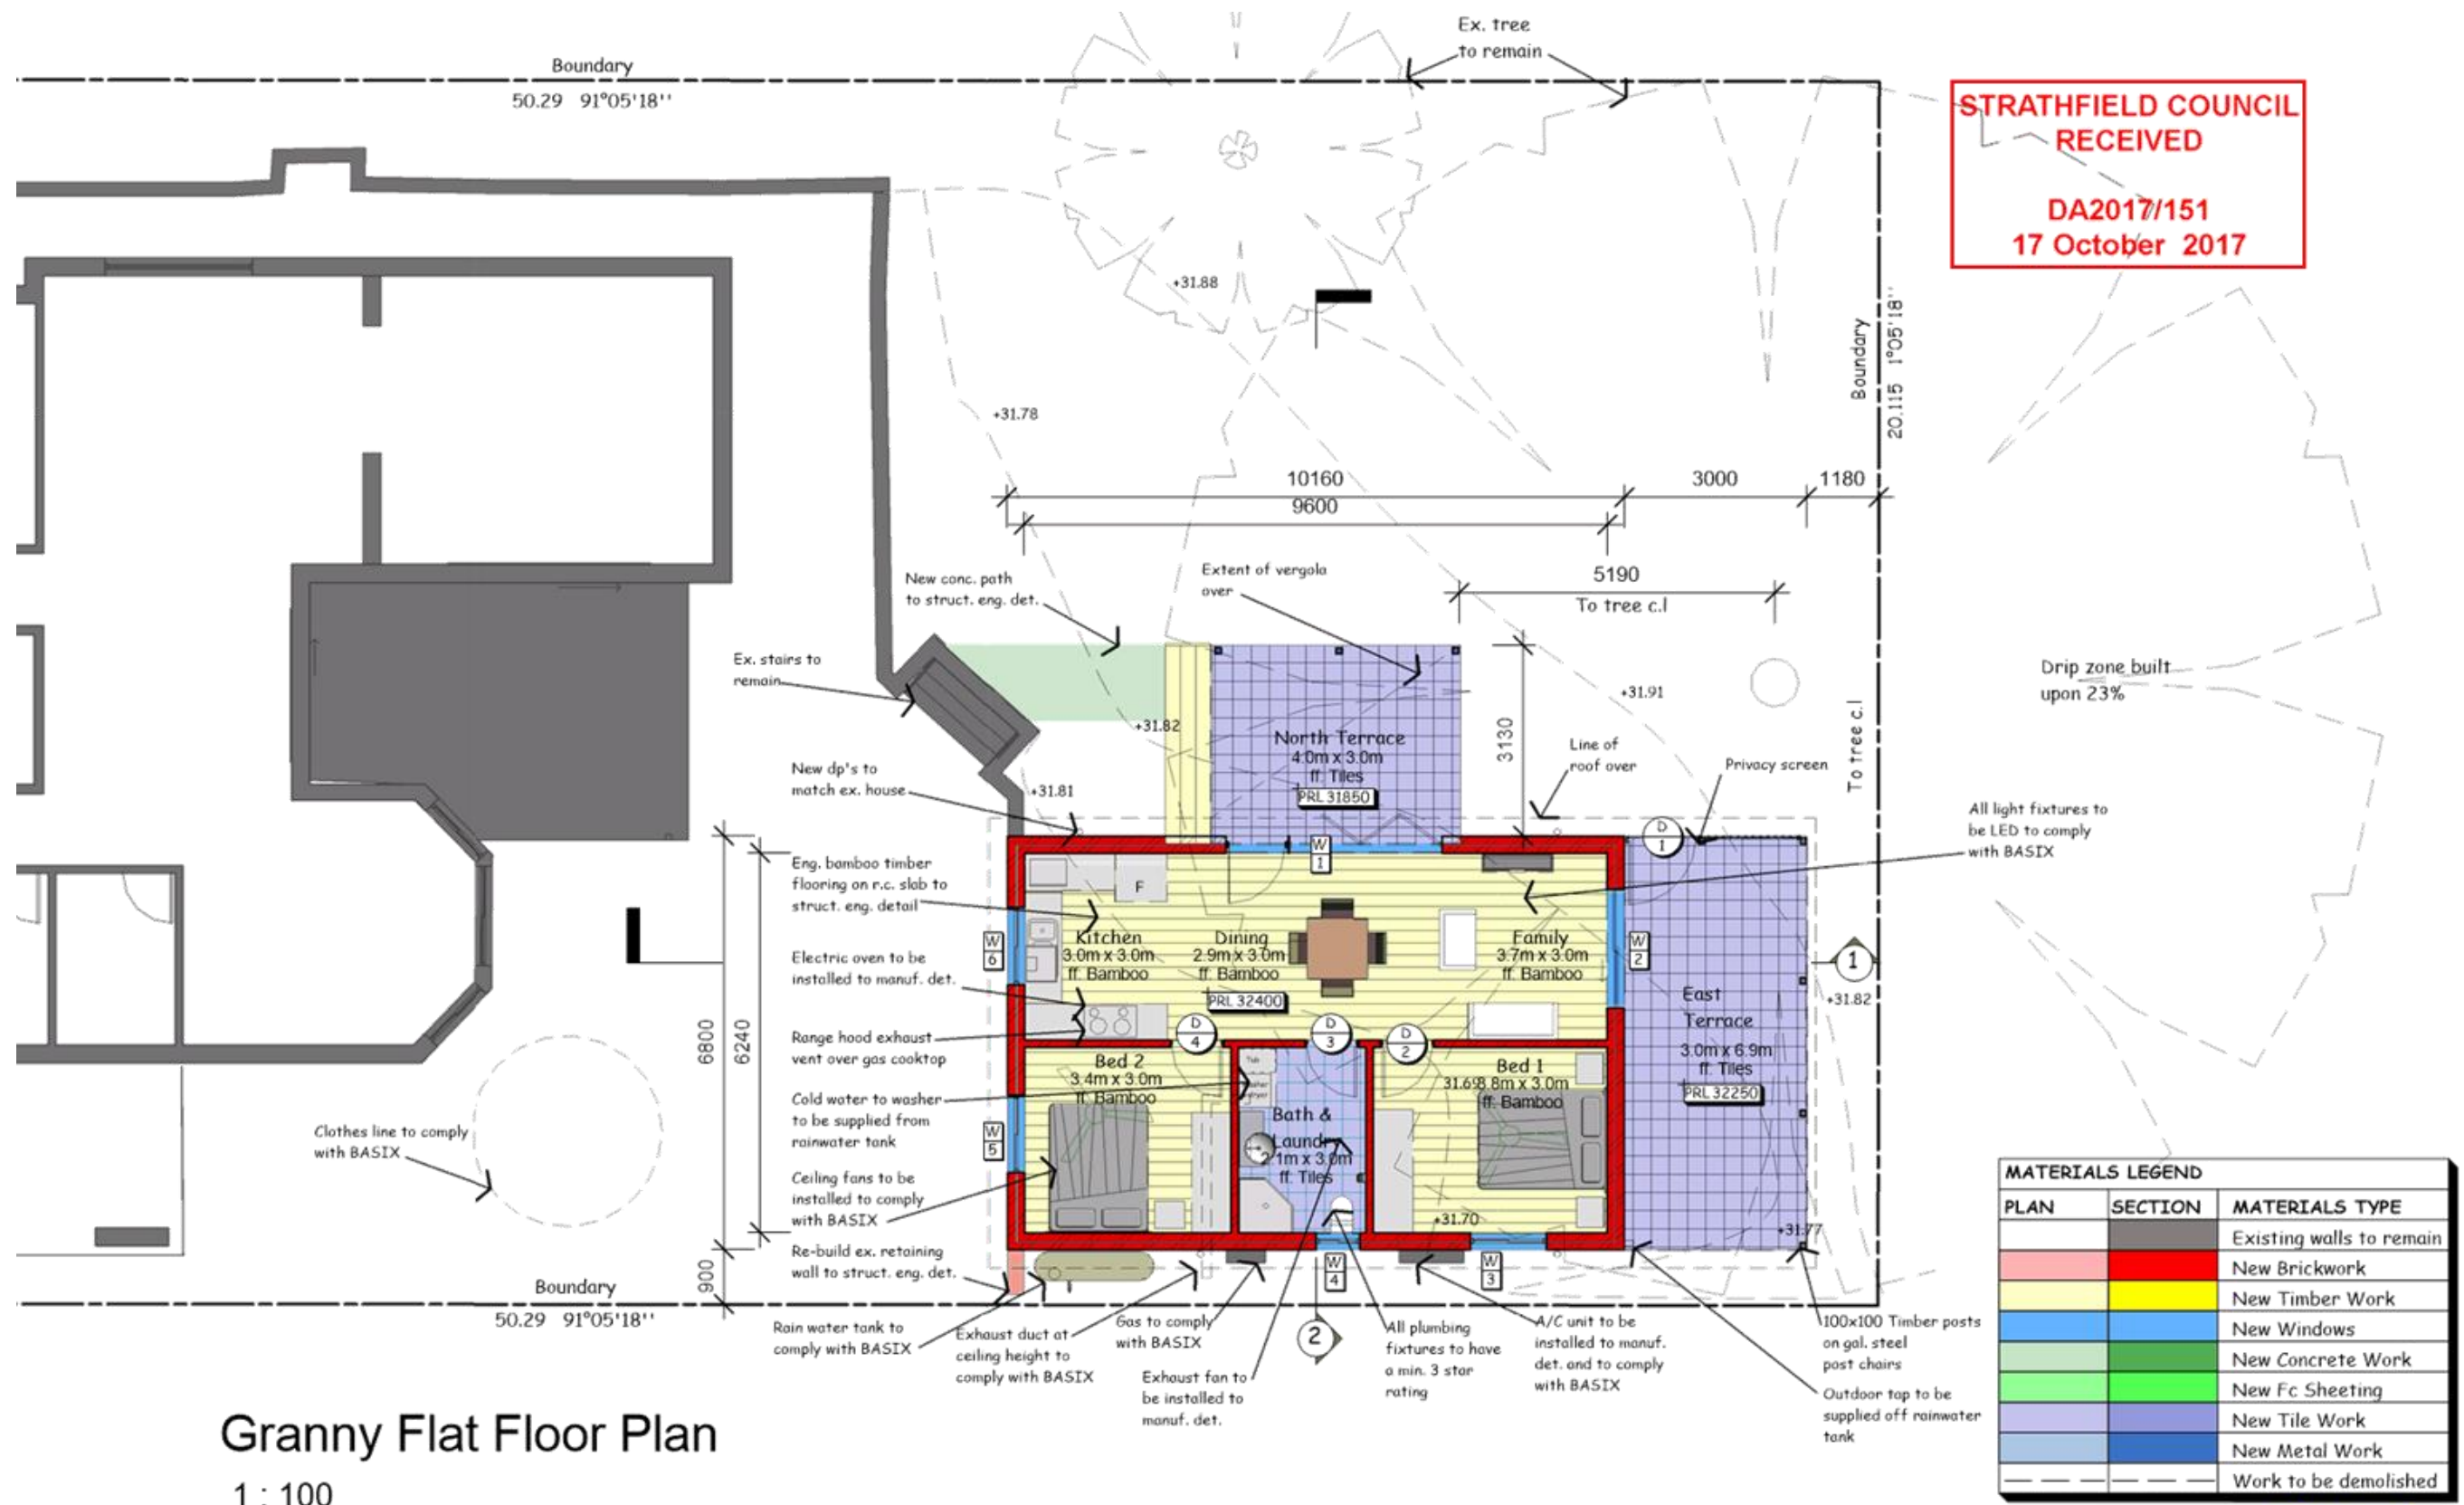 Ex. tree
to remain
Boundary
50.29 91°05'18''
STRATHFIELD COUNCIL
RECEIVED
DA2017/151
17 October 2017
+31.88
Boundary
20.115 1°05'18''
+31.78
10160
3000
1180
9600
New conc. path
to struct. eng. det.
Extent of vergola
over
5190
To tree c.l
Ex. stairs to
remain
+31.82
+31.91
Drip zone built
upon 23%
North Terrace
4.0m x 3.0m
ff: Tiles
PRL 31850
3130
Line of
roof over
Privacy screen
To tree c.l
New dp's to
match ex. house
+31.81
All light fixtures to
be LED to comply
with BASIX
D
1
W
1
Eng. bamboo timber
flooring on r.c. slab to
struct. eng. detail
F
W
6
Kitchen
3.0m x 3.0m
ff: Bamboo
Dining
2.9m x 3.0m
ff: Bamboo
PRL 32400
Family
3.7m x 3.0m
ff: Bamboo
W
2
1
+31.82
Electric oven to be
installed to manuf. det.
East
Terrace
3.0m x 6.9m
ff: Tiles
PRL 32250
6800
6240
Range hood exhaust
vent over gas cooktop
D
4
D
3
D
2
Bed 2
3.4m x 3.0m
ff: Bamboo
Tub
Bed 1
3.0m
ff: Bamboo
Cold water to washer
to be supplied from
rainwater tank
Bath &
Laundry
2.1m x 3.0m
ff: Tiles
W
5
Clothes line to comply
with BASIX
Ceiling fans to be
installed to comply
with BASIX
+31.70
+31.77
Re-build ex. retaining
wall to struct. eng. det.
900
W
4
W
3
Boundary
50.29 91°05'18''
Rain water tank to
comply with BASIX
Exhaust duct at
ceiling height to
comply with BASIX
Gas to comply
with BASIX
Exhaust fan to
be installed to
manuf. det.
2
All plumbing
fixtures to have
a min. 3 star
rating
A/C unit to be
installed to manuf.
det. and to comply
with BASIX
100x100 Timber posts
on gal. steel
post chairs
Outdoor tap to be
supplied off rainwater
tank
MATERIALS LEGEND
PLAN SECTION MATERIALS TYPE
Existing walls to remain
New Brickwork
New Timber Work
New Windows
New Concrete Work
New Fc Sheeting
New Tile Work
New Metal Work
Work to be demolished
Granny Flat Floor Plan
1 : 100